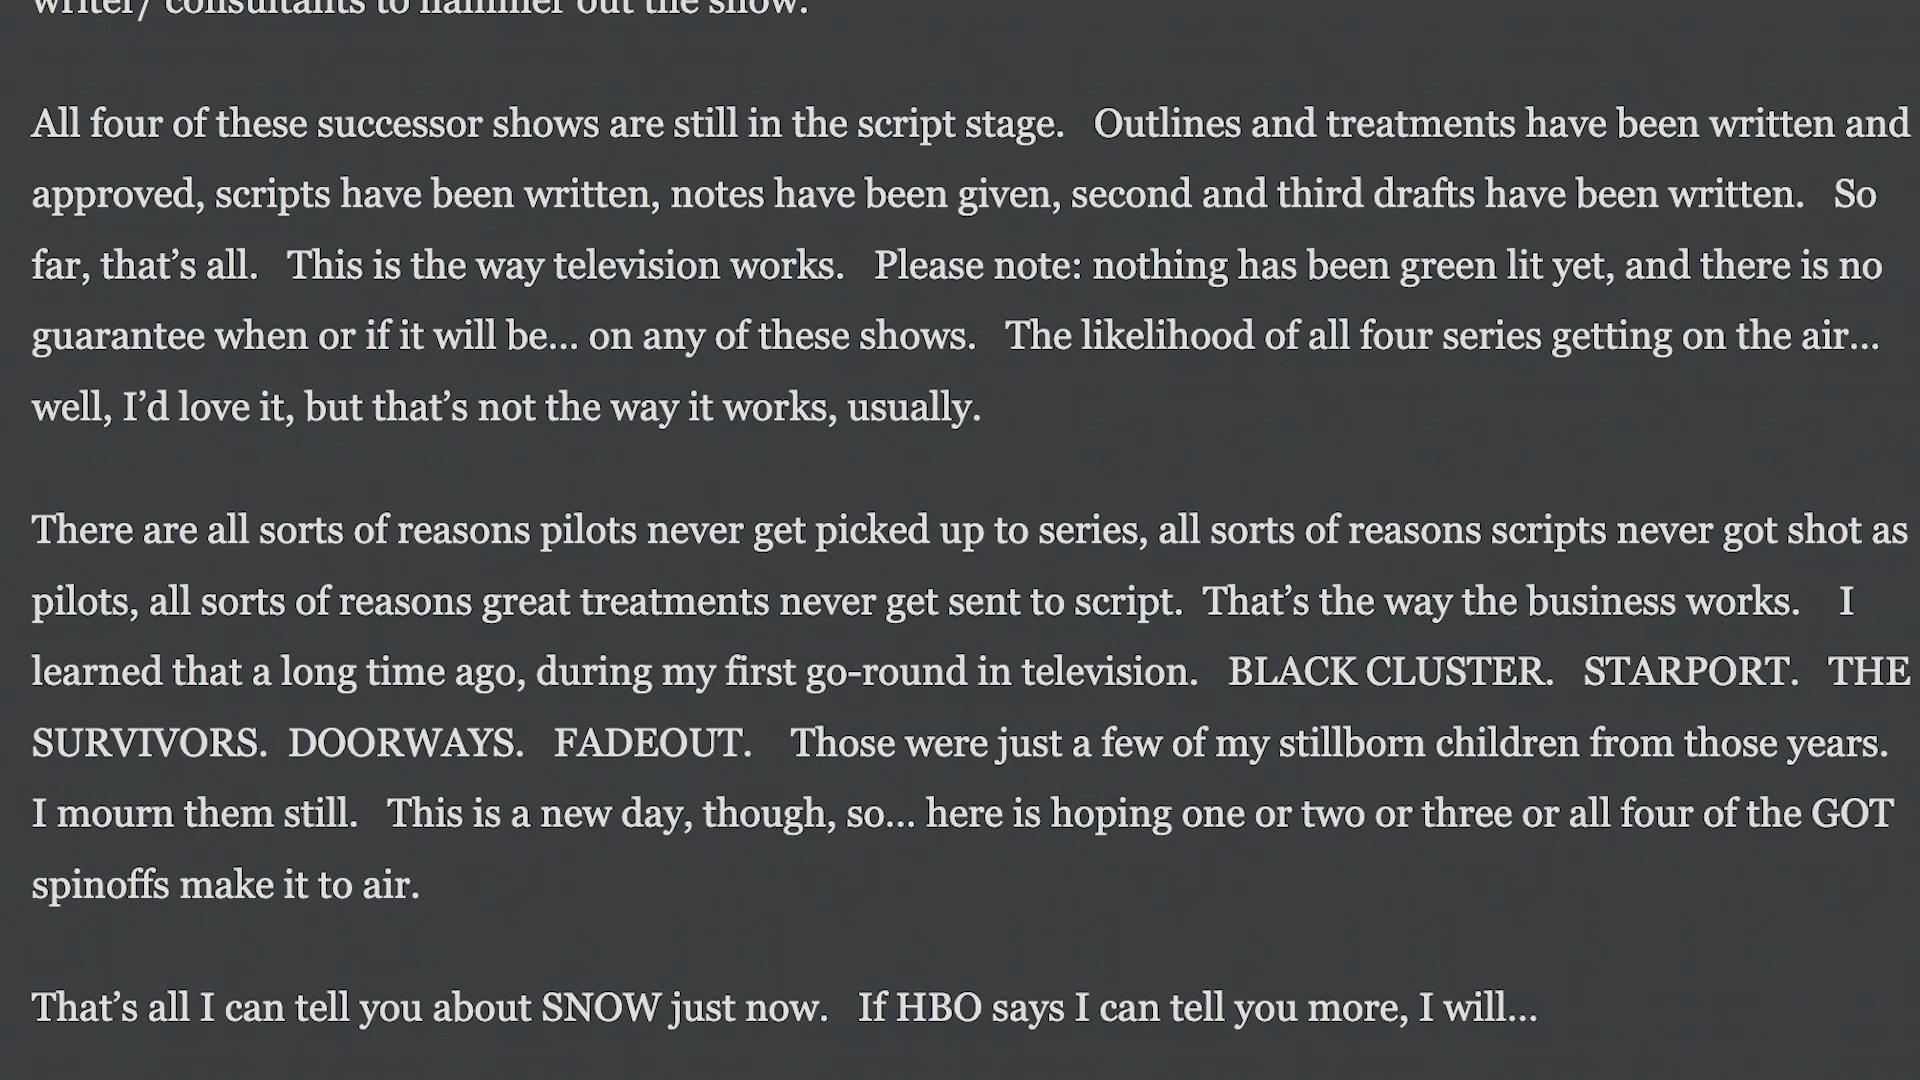 writer/ consultants to hammer out the show.
All four of these successor shows are still in the script stage.   Outlines and treatments have been written and
approved, scripts have been written, notes have been given, second and third drafts have been written.   So
far, that’s all.   This is the way television works.   Please note: nothing has been green lit yet, and there is no
guarantee when or if it will be… on any of these shows.   The likelihood of all four series getting on the air…
well, I’d love it, but that’s not the way it works, usually.
There are all sorts of reasons pilots never get picked up to series, all sorts of reasons scripts never got shot as
pilots, all sorts of reasons great treatments never get sent to script.  That’s the way the business works.    I
learned that a long time ago, during my first go-round in television.   BLACK CLUSTER.   STARPORT.   THE
SURVIVORS.  DOORWAYS.   FADEOUT.    Those were just a few of my stillborn children from those years.
I mourn them still.   This is a new day, though, so… here is hoping one or two or three or all four of the GOT
spinoffs make it to air.
That’s all I can tell you about SNOW just now.   If HBO says I can tell you more, I will…